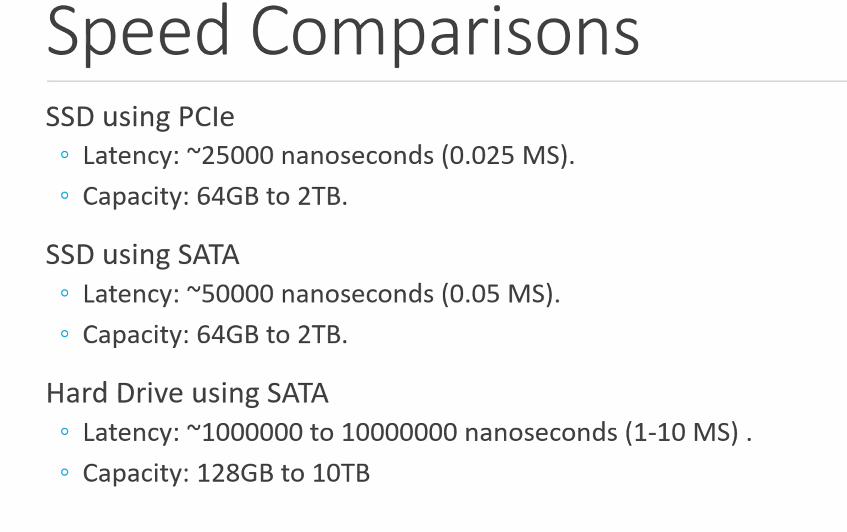 Speed Comparisons
SSD using PCIe
◦ Latency: ~25000 nanoseconds (0.025 MS).
◦ Capacity: 64GB to 2TB.
SSD using SATA
◦ Latency: ~50000 nanoseconds (0.05 MS).
◦ Capacity: 64GB to 2TB.
Hard Drive using SATA
◦ Latency: ~1000000 to 10000000 nanoseconds (1-10 MS) .
◦ Capacity: 128GB to 10TB